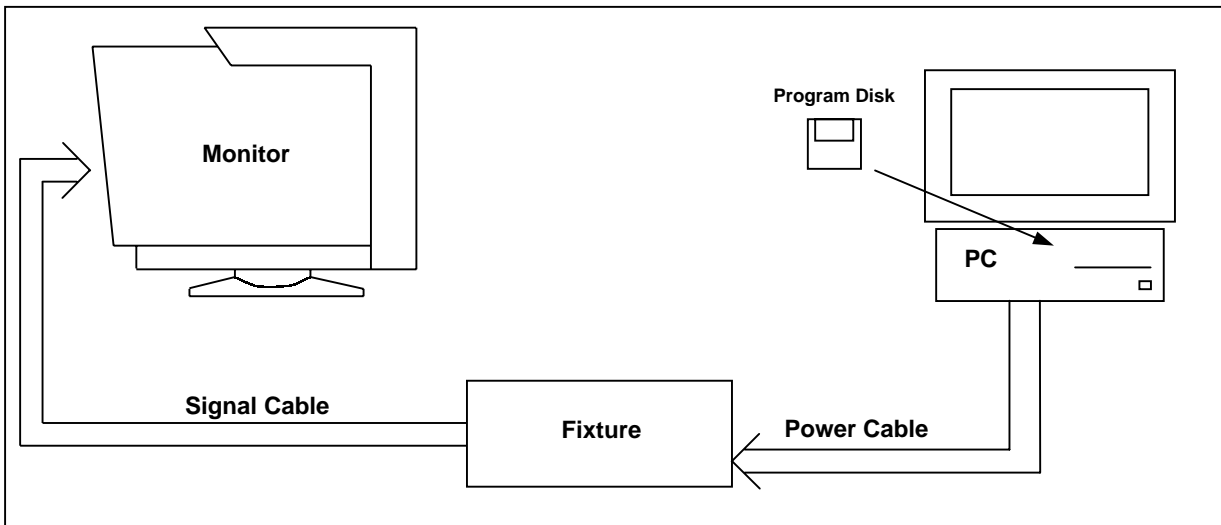 Program Disk
Monitor
PC
Signal Cable
Fixture
Power Cable